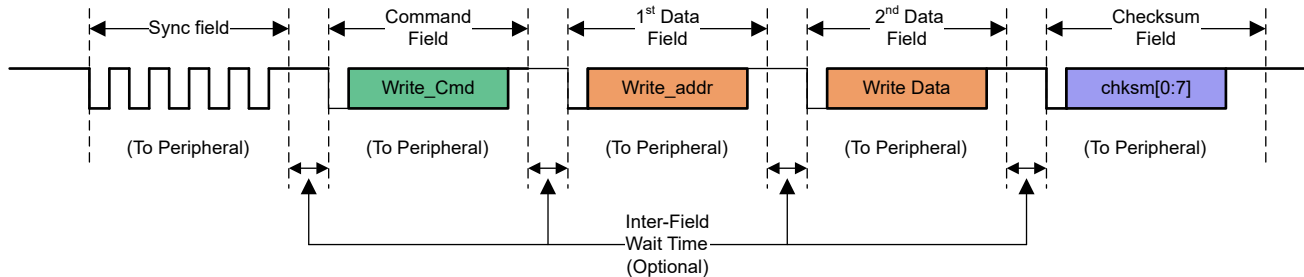 Sync field
Command
Field
1st Data
Field
2nd Data
Field
Checksum
Field
Write_Cmd
Write_addr
Write Data
chksm[0:7]
(To Peripheral)
(To Peripheral)
(To Peripheral)
(To Peripheral)
(To Peripheral)
Inter-Field
Wait Time
(Optional)